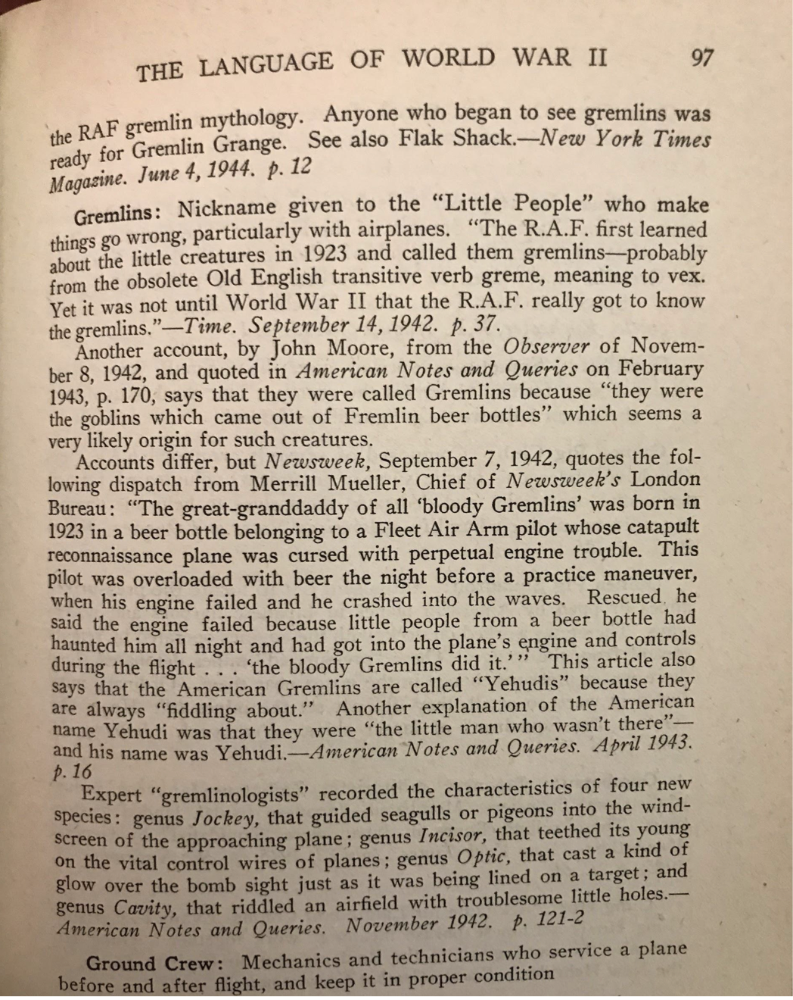 THE LANGUAGE OF WORLD WAR II 97
the RAF gremlin mythology. Anyone who began to see gremlins was
ready for Gremlin Grange. See also Flak Shack.—New York Times
Magazine. June 4, 1944. p. 12
Gremlins: Nickname given to the “Little People” who make
things go wrong, particularly with airplanes. “The R.A.F. first learned
about the little creatures in 1923 and called them gremlins—probably
from the obsolete Old English transitive verb greme, meaning to vex.
Yet it was not until World War II that the R.A.F. really got to know
the gremlins.”—Time. September 14, 1942. p. 37.
Another account, by John Moore, from the Observer of Novem-
ber 8, 1942, and quoted in American Notes and Queries on February
1943, p. 170, says that they were called Gremlins because “they were
the goblins which came out of Fremlin beer bottles” which seems a
very likely origin for such creatures.
Accounts differ, but Newsweek, September 7, 1942, quotes the fol-
lowing dispatch from Merrill Mueller, Chief of Newsweek’s London
Bureau: “The great-granddaddy of all ‘bloody Gremlins’ was born in
1923 in a beer bottle belonging to a Fleet Air Arm pilot whose catapult
reconnaissance plane was cursed with perpetual engine trouble. This
pilot was overloaded with beer the night before a practice maneuver,
when his engine failed and he crashed into the waves. Rescued he
said the engine failed because little people from a beer bottle had
haunted him all night and had got into the plane’s engine and controls
during the flight . . . ‘the bloody Gremlins did it.’ ” This article also
says that the American Gremlins are called “Yehudis” because they
are always “fiddling about.” Another explanation of the American
name Yehudi was that they were “the little man who wasn’t there”—
and his name was Yehudi.—American Notes and Queries. April 1943.
p. 16
Expert “gremlinologists” recorded the characteristics of four new
species: genus Jockey, that guided seagulls or pigeons into the wind-
screen of the approaching plane; genus Incisor, that teethed its young
on the vital control wires of planes; genus Optic, that cast a kind of
glow over the bomb sight just as it was being lined on a target; and
genus Cavity, that riddled an airfield with troublesome little holes.—
American Notes and Queries. November 1942. p. 121-2
Ground Crew: Mechanics and technicians who service a plane
before and after flight, and keep it in proper condition